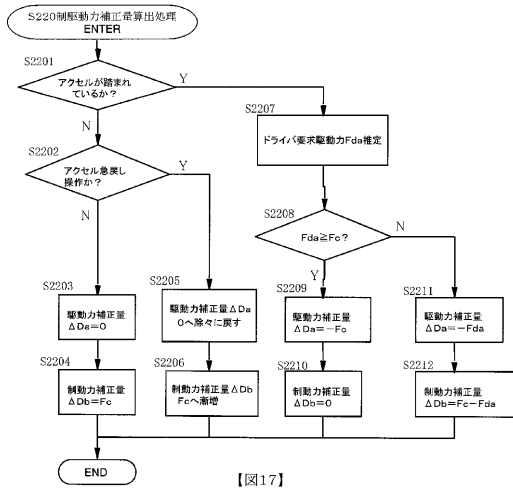 S220制駆動力補正量算出処理
ENTER
S2201
アクセルが踏まれ
ているか？
Y
N
S2202
アクセル急戻し
操作か？
Y
N
S2203
駆動力補正量
ΔDa＝0
S2204
制動力補正量
ΔDb＝Fc
S2205
駆動力補正量ΔDa
0へ除々に戻す
S2206
制動力補正量ΔDb
Fcへ漸増
S2207
ドライバ要求駆動力Fda推定
S2208
Fda≧Fc？
N
Y
S2209
駆動力補正量
ΔDa＝－Fc
S2210
制動力補正量
ΔDb＝0
S2211
駆動力補正量
ΔDa＝－Fda
S2212
制動力補正量
ΔDb＝Fc－Fda
END
【図17】